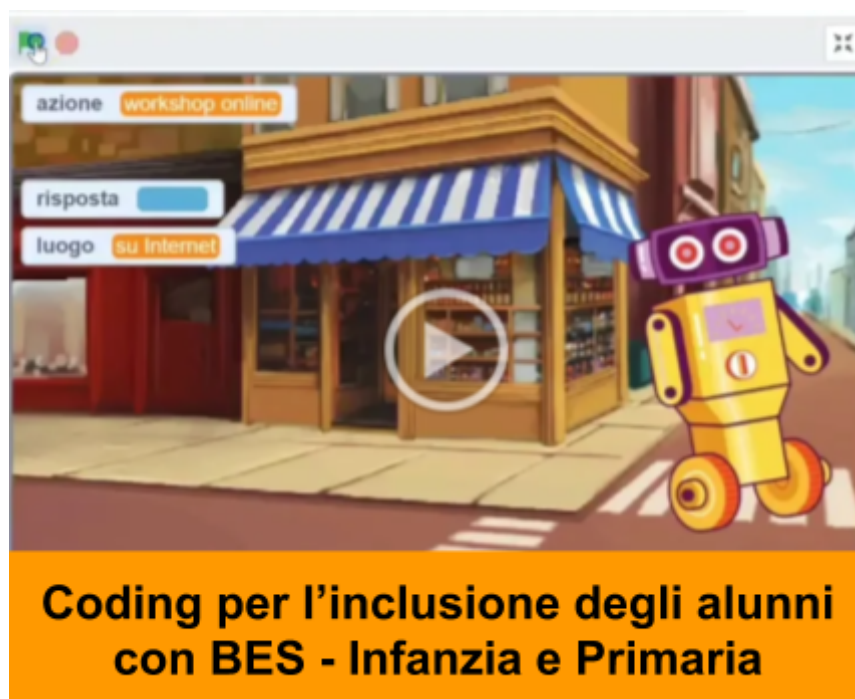 azione workshop online
risposta
luogo su Internet
Coding per l'inclusione degli alunni
con BES - Infanzia e Primaria